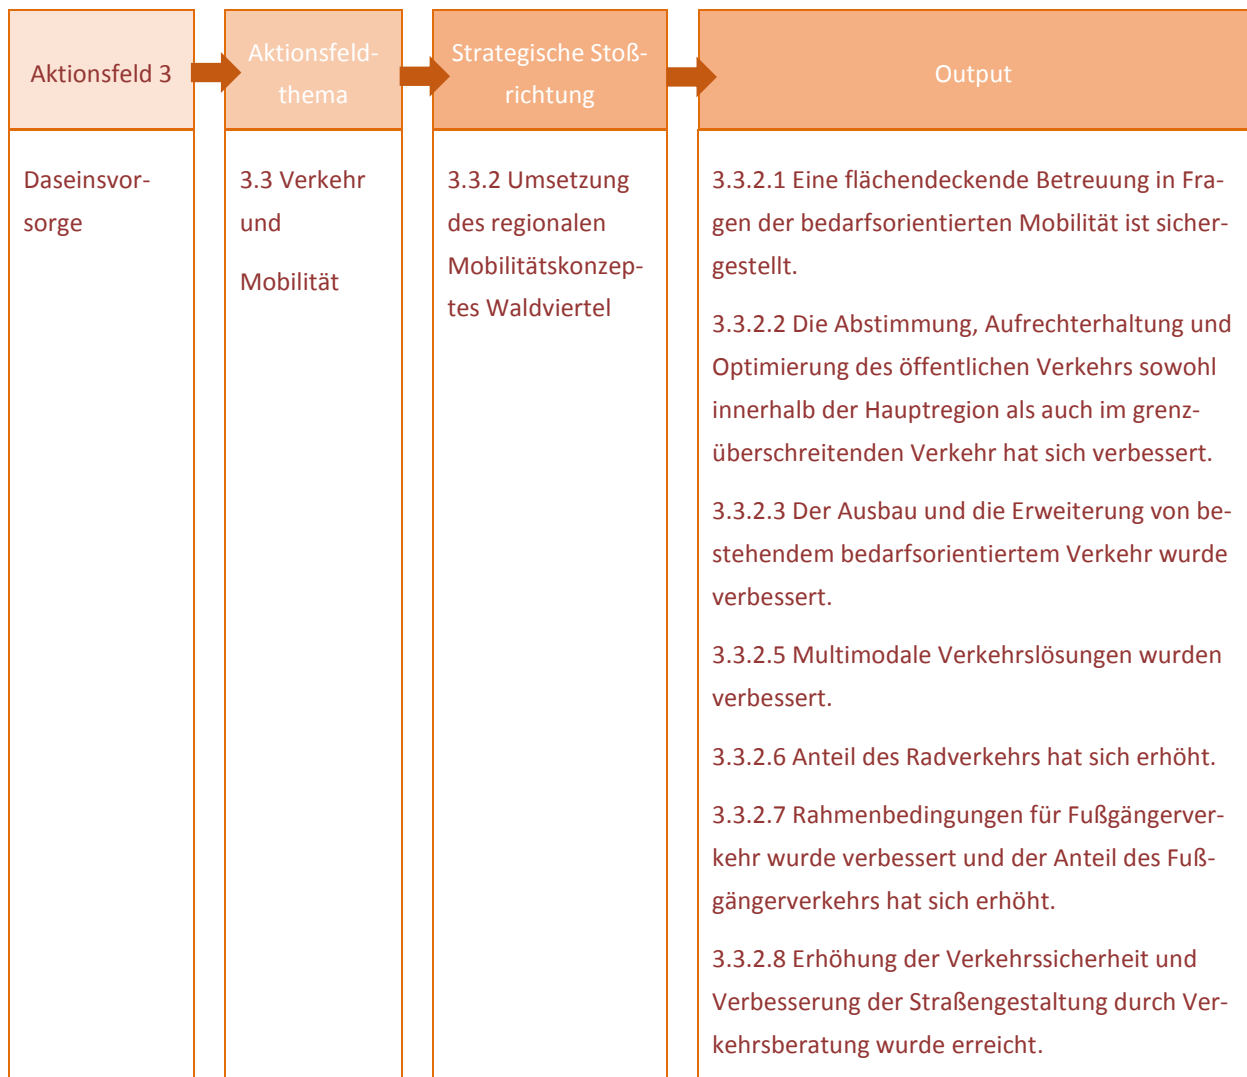 Aktionsfeld 3
Aktionsfeld-
thema
Strategische Stoß-
richtung
Output
Daseinsvor-
sorge
3.3 Verkehr
und
Mobilität
3.3.2 Umsetzung
des regionalen
Mobilitätskonzep-
tes Waldviertel
3.3.2.1 Eine flächendeckende Betreuung in Fra-
gen der bedarfsorientierten Mobilität ist sicher-
gestellt.
3.3.2.2 Die Abstimmung, Aufrechterhaltung und
Optimierung des öffentlichen Verkehrs sowohl
innerhalb der Hauptregion als auch im grenz-
überschreitenden Verkehr hat sich verbessert.
3.3.2.3 Der Ausbau und die Erweiterung von be-
stehendem bedarfsorientiertem Verkehr wurde
verbessert.
3.3.2.5 Multimodale Verkehrslösungen wurden
verbessert.
3.3.2.6 Anteil des Radverkehrs hat sich erhöht.
3.3.2.7 Rahmenbedingungen für Fußgängerver-
kehr wurde verbessert und der Anteil des Fuß-
gängerverkehrs hat sich erhöht.
3.3.2.8 Erhöhung der Verkehrssicherheit und
Verbesserung der Straßengestaltung durch Ver-
kehrsberatung wurde erreicht.